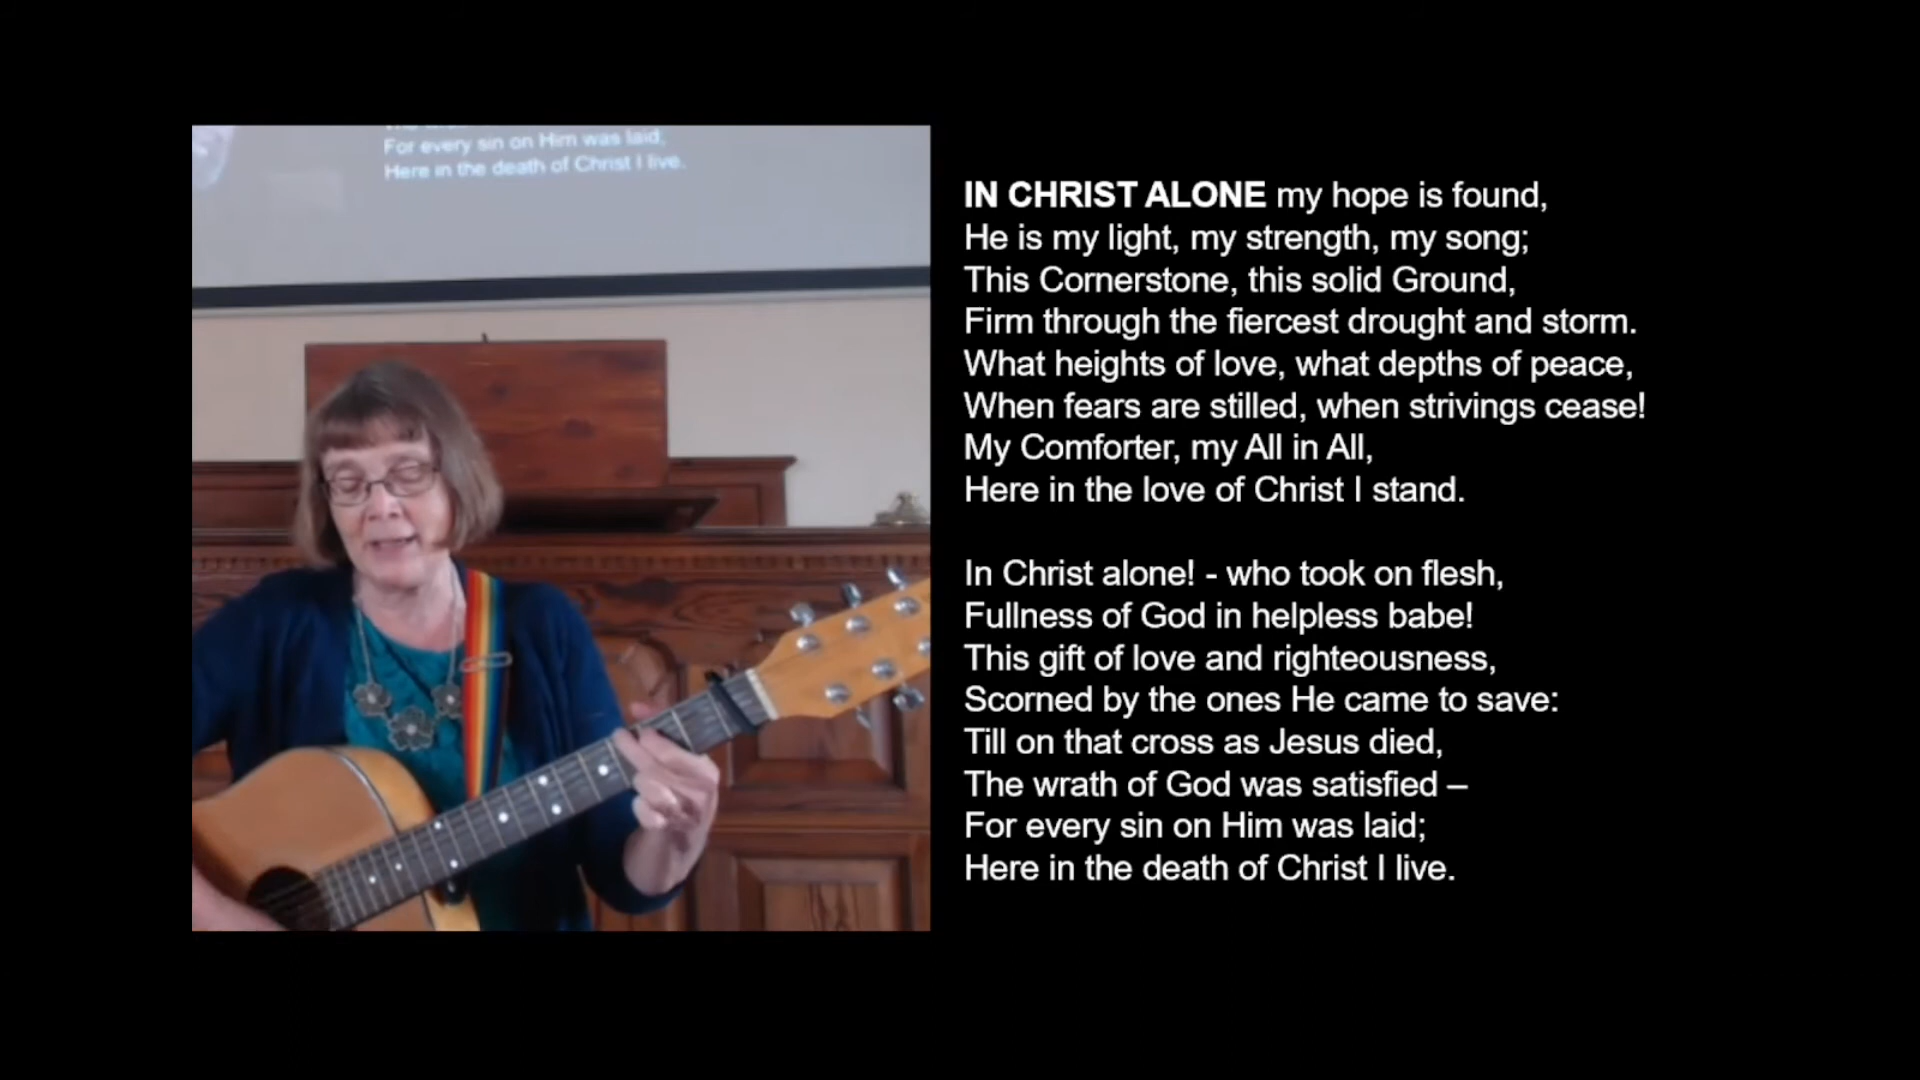 For every sin on Him was laid,
Here in the death of Christ I live.
IN CHRIST ALONE my hope is found,
He is my light, my strength, my song;
This Cornerstone, this solid Ground,
Firm through the fiercest drought and storm.
What heights of love, what depths of peace,
When fears are stilled, when strivings cease!
My Comforter, my All in All,
Here in the love of Christ I stand.
In Christ alone! - who took on flesh,
Fullness of God in helpless babe!
This gift of love and righteousness,
Scorned by the ones He came to save:
Till on that cross as Jesus died,
The wrath of God was satisfied –
For every sin on Him was laid;
Here in the death of Christ I live.